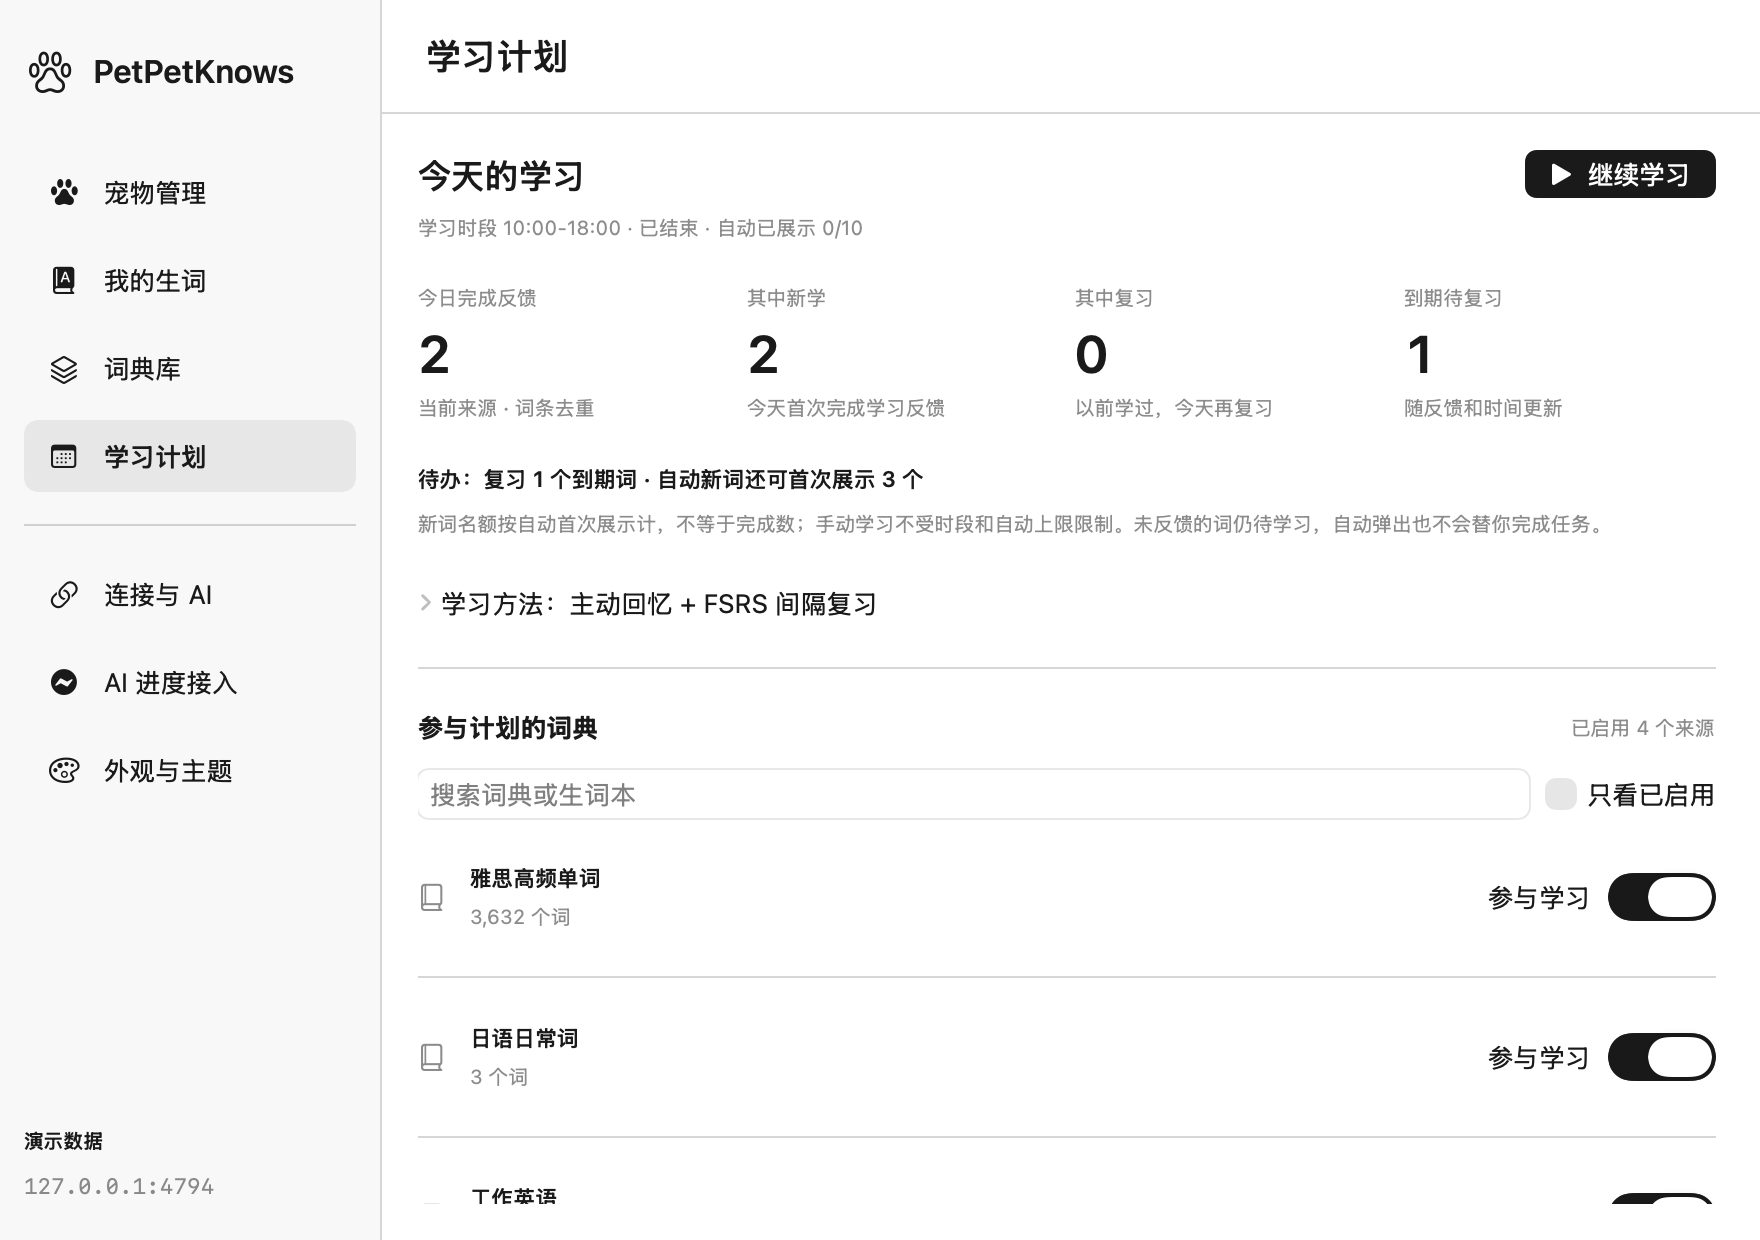 PetPetKnows
宠物管理
我的生词
词典库
学习计划
连接与 AI
AI 进度接入
外观与主题
演示数据
127.0.0.1:4794
学习计划
今天的学习
继续学习
学习时段 10:00-18:00 · 已结束 · 自动已展示 0/10
今日完成反馈
2
当前来源 · 词条去重
其中新学
2
今天首次完成学习反馈
其中复习
0
以前学过，今天再复习
到期待复习
1
随反馈和时间更新
待办：复习 1 个到期词 · 自动新词还可首次展示 3 个
新词名额按自动首次展示计，不等于完成数；手动学习不受时段和自动上限限制。未反馈的词仍待学习，自动弹出也不会替你完成任务。
学习方法：主动回忆 + FSRS 间隔复习
参与计划的词典
已启用 4 个来源
搜索词典或生词本
只看已启用
雅思高频单词
3,632 个词
参与学习
日语日常词
3 个词
参与学习
工作英语